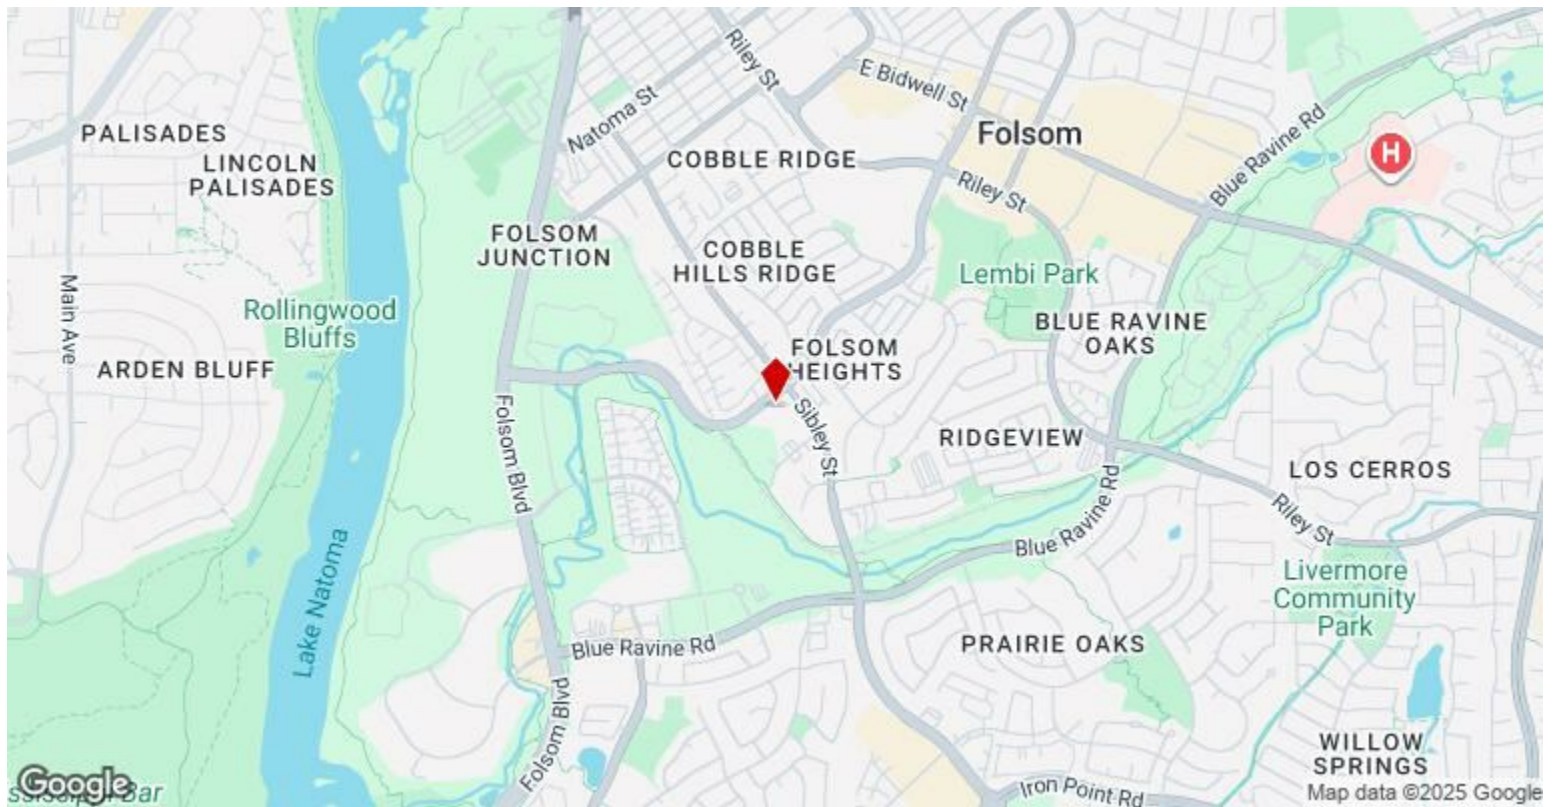 Riley St
E Bidwell St
Folsom
Natoma St
PALISADES
LINCOLN
PALISADES
COBBLE RIDGE
Blue Ravine Rd
H
Riley St
FOLSOM
JUNCTION
COBBLE
HILLS RIDGE
Lembi Park
Main Ave
Rollingwood
Bluffs
BLUE RAVINE
OAKS
FOLSOM
HEIGHTS
ARDEN BLUFF
Folsom Blvd
Sibley St
RIDGEVIEW
LOS CERROS
Blue Ravine Rd
Riley St
Lake Natoma
Livermore
Community
Park
Blue Ravine Rd
PRAIRIE OAKS
Folsom Blvd
WILLOW
SPRINGS
Iron Point Rd
Google
Bar
Map data ©2025 Google